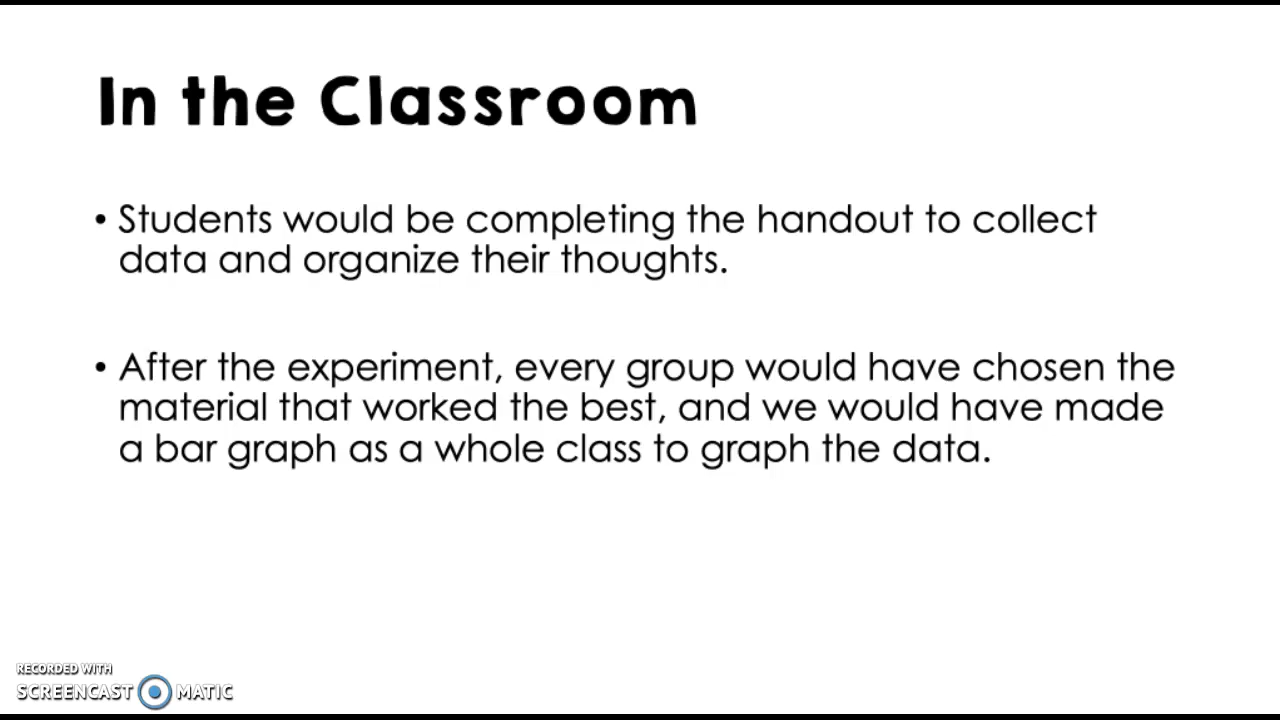 In the Classroom
• Students would be completing the handout to collect
data and organize their thoughts.
• After the experiment, every group would have chosen the
material that worked the best, and we would have made
a bar graph as a whole class to graph the data.
RECORDED WITH
SCREENCAST MATIC